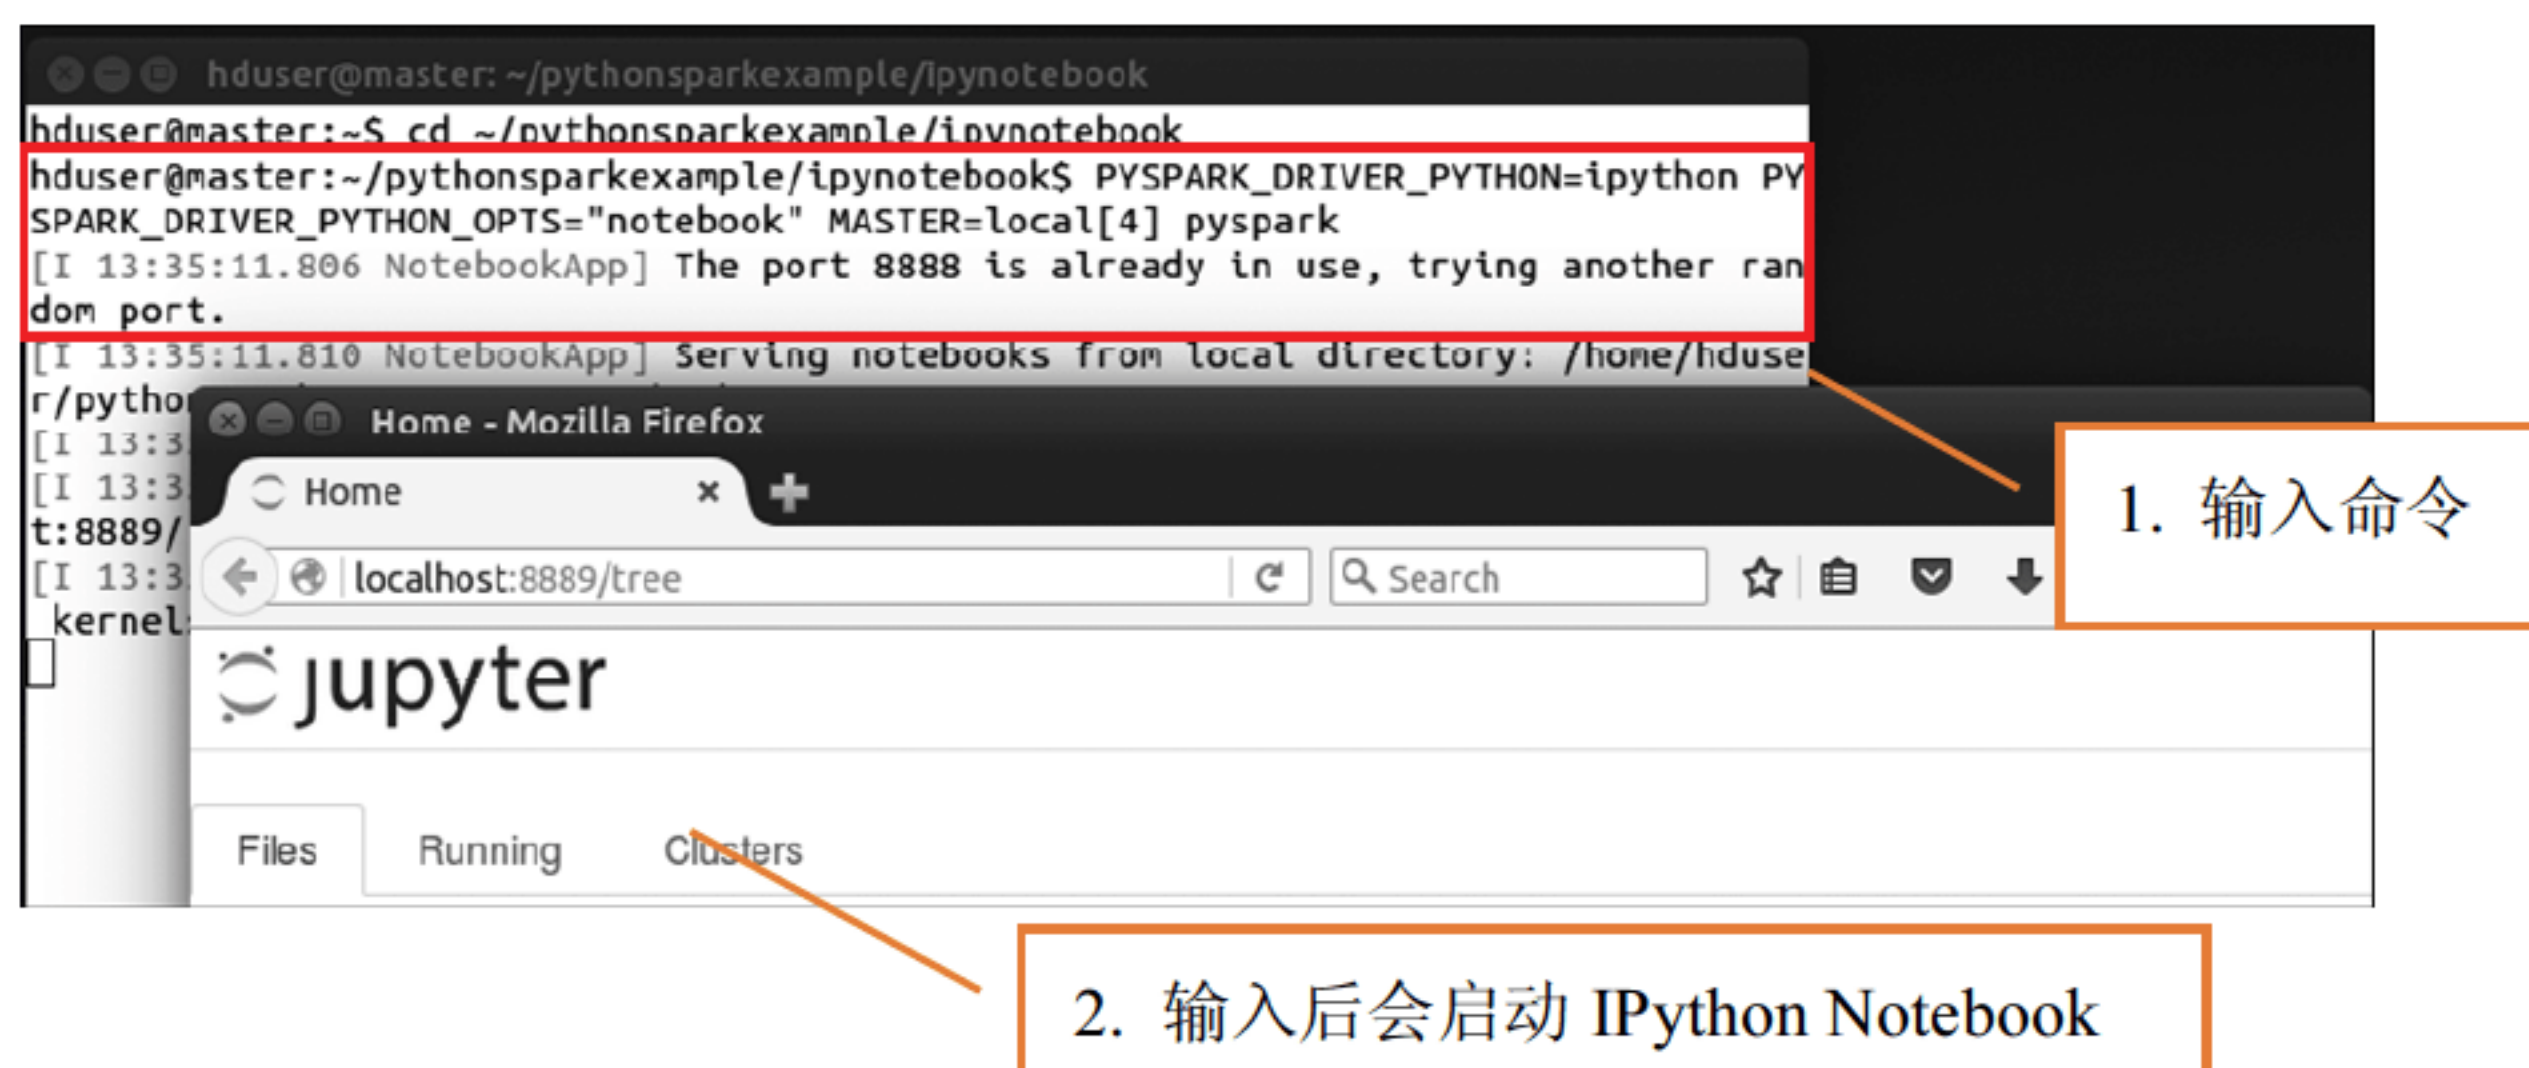 hduser@master: ~/pythonsparkexample/ipynotebook
hduser@master:~$ cd ~/pythonsparkexample/ipynotebook
hduser@master:~/pythonsparkexample/ipynotebook$ PYSPARK_DRIVER_PYTHON=ipython PY
SPARK_DRIVER_PYTHON_OPTS="notebook" MASTER=local[4] pyspark
[I 13:35:11.806 NotebookApp] The port 8888 is already in use, trying another ran
dom port.
[I 13:35:11.810 NotebookApp] Serving notebooks from local directory: /home/hduse
r/pytho
[I 13:3
[I 13:3
t:8889/
[I 13:3
kernel
Home - Mozilla Firefox
Home
localhost:8889/tree
Search
jupyter
Files Running Clusters
1. 输入命令
2. 输入后会启动 IPython Notebook